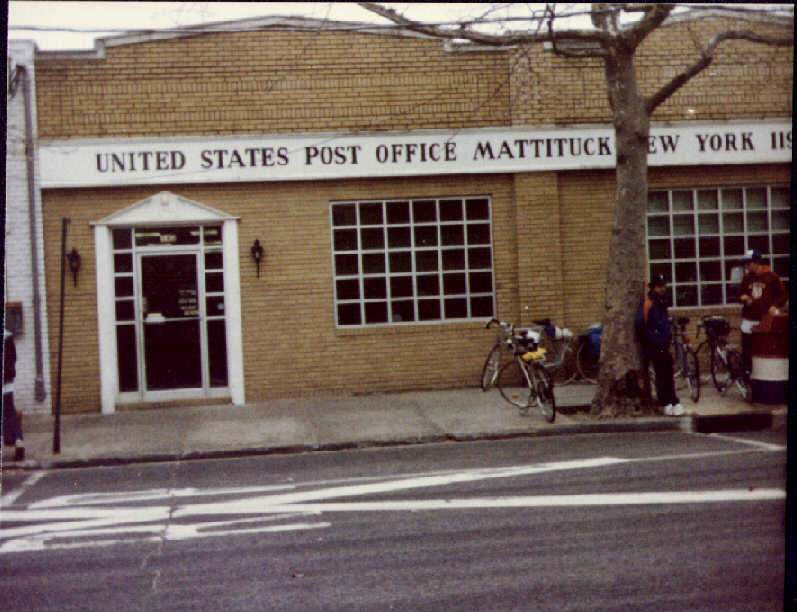 UNITED STATES POST OFFICE MATTITUCK EW YORK 119